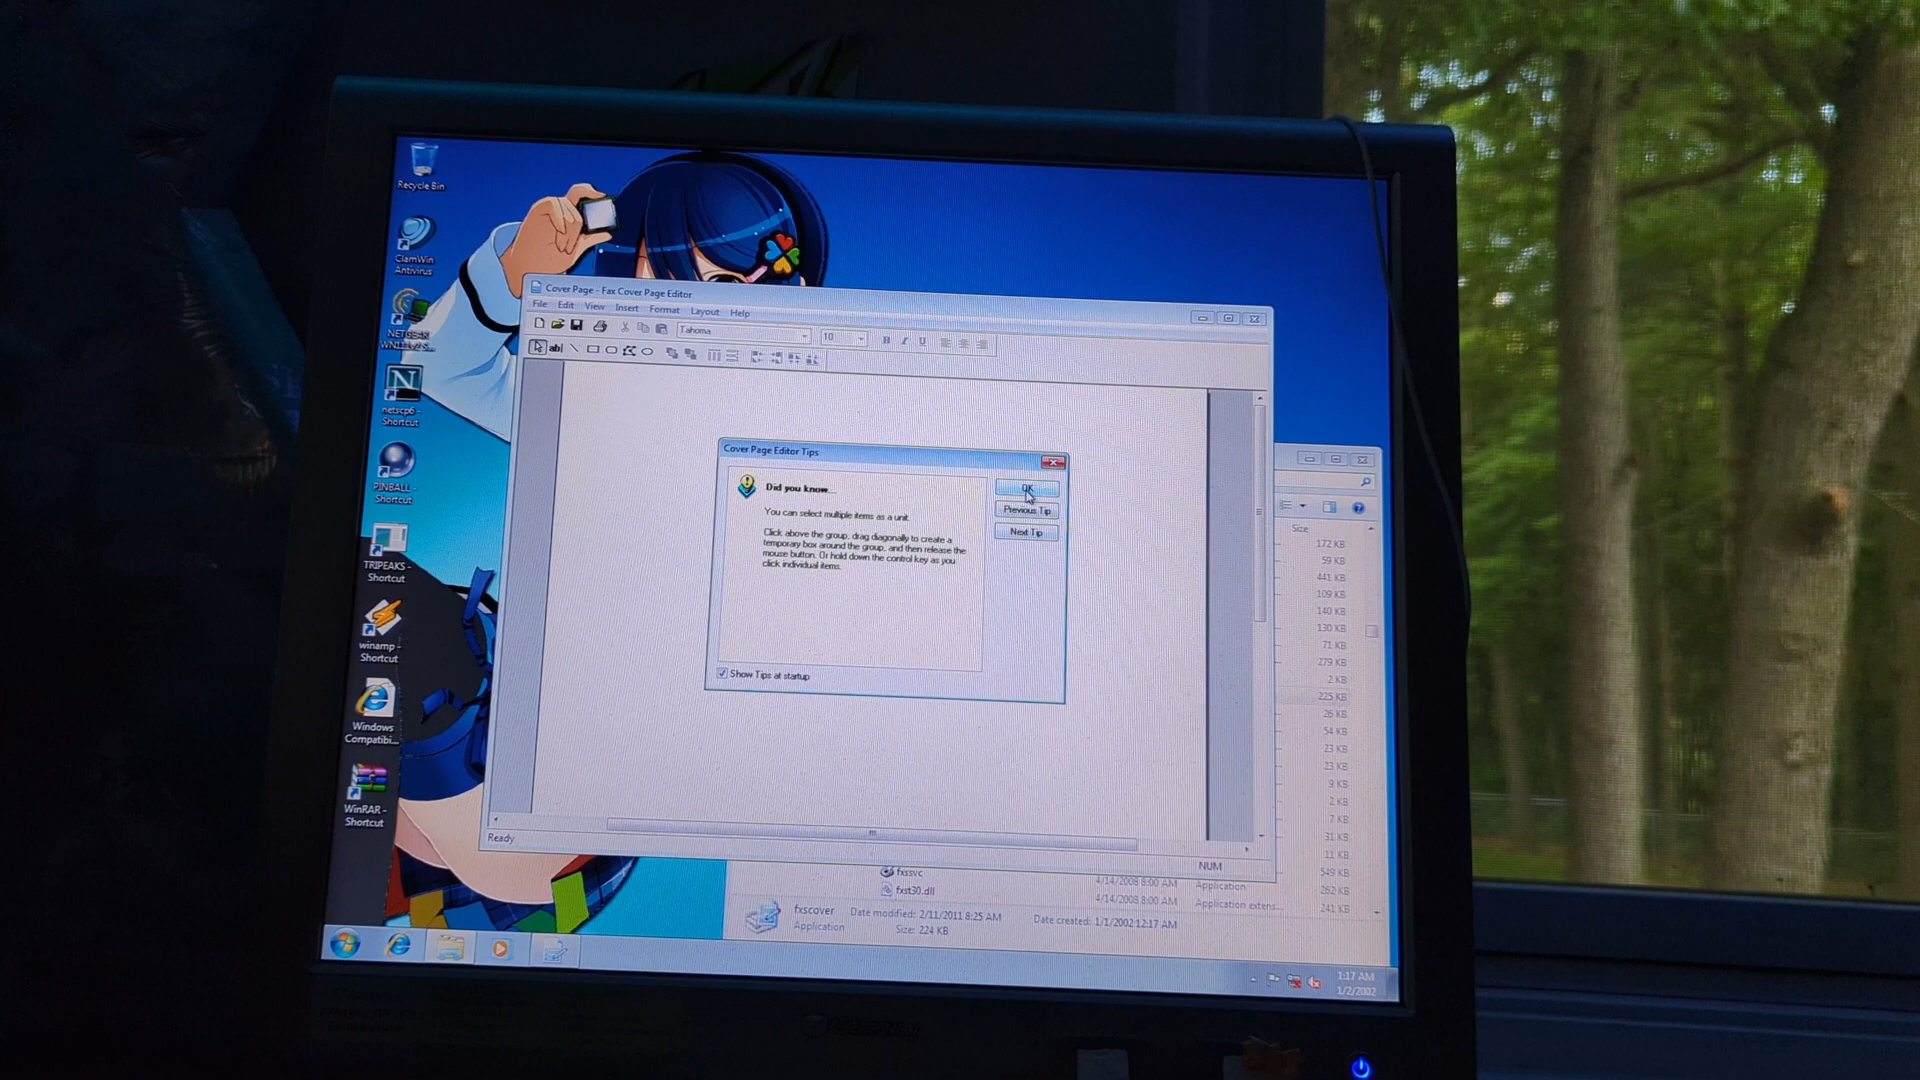 Recycle Bin
ClamWin
Antivirus
NETGEAR
netscp6 -
Shortcut
PINBALL -
Shortcut
TRIPEAKS -
Shortcut
winamp -
Shortcut
Windows
Compatibi...
WinRAR -
Shortcut
Cover Page - Fax Cover Page Editor
File Edit View Insert Format Layout Help
Tahoma 10 B I U
ab|
Cover Page Editor Tips
Did you know...
You can select multiple items as a unit.
Click above the group, drag diagonally to create a
temporary box around the group, and then release the
mouse button. Or hold down the control key as you
click individual items.
OK
Previous Tip
Next Tip
Show Tips at startup
Ready
NUM
Size
172 KB
59 KB
441 KB
109 KB
140 KB
130 KB
71 KB
279 KB
2 KB
225 KB
26 KB
54 KB
23 KB
23 KB
9 KB
2 KB
7 KB
31 KB
11 KB
549 KB
fxssvc 4/14/2008 8:00 AM Application 262 KB
fxst30.dll 4/14/2008 8:00 AM Application extens... 241 KB
fxscover Date modified: 2/11/2011 8:25 AM Date created: 1/1/2002 12:17 AM
Application Size: 224 KB
1:17 AM
1/2/2002